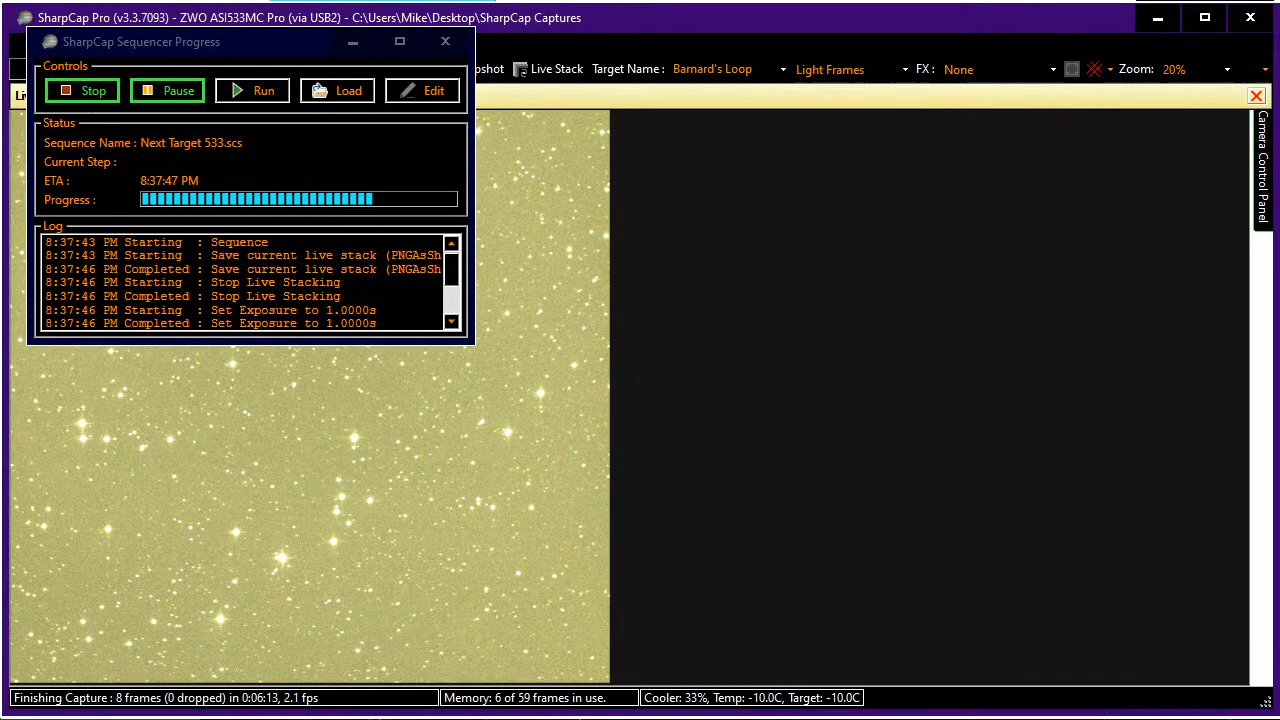 SharpCap Pro (v3.3.7093) - ZWO ASI533MC Pro (via USB2) - C:\Users\Mike\Desktop\SharpCap Captures
SharpCap Sequencer Progress
Controls
Stop Pause Run Load Edit
pshot Live Stack Target Name : Barnard's Loop Light Frames FX : None Zoom: 20%
Status
Sequence Name : Next Target 533.scs
Current Step :
ETA : 8:37:47 PM
Progress :
Log
8:37:43 PM Starting : Sequence
8:37:43 PM Starting : Save current live stack (PNGAsSh
8:37:46 PM Completed : Save current live stack (PNGAsSh
8:37:46 PM Starting : Stop Live Stacking
8:37:46 PM Completed : Stop Live Stacking
8:37:46 PM Starting : Set Exposure to 1.0000s
8:37:46 PM Completed : Set Exposure to 1.0000s
Camera Control Panel
Finishing Capture : 8 frames (0 dropped) in 0:06:13, 2.1 fps Memory: 6 of 59 frames in use. Cooler: 33%, Temp: -10.0C, Target: -10.0C